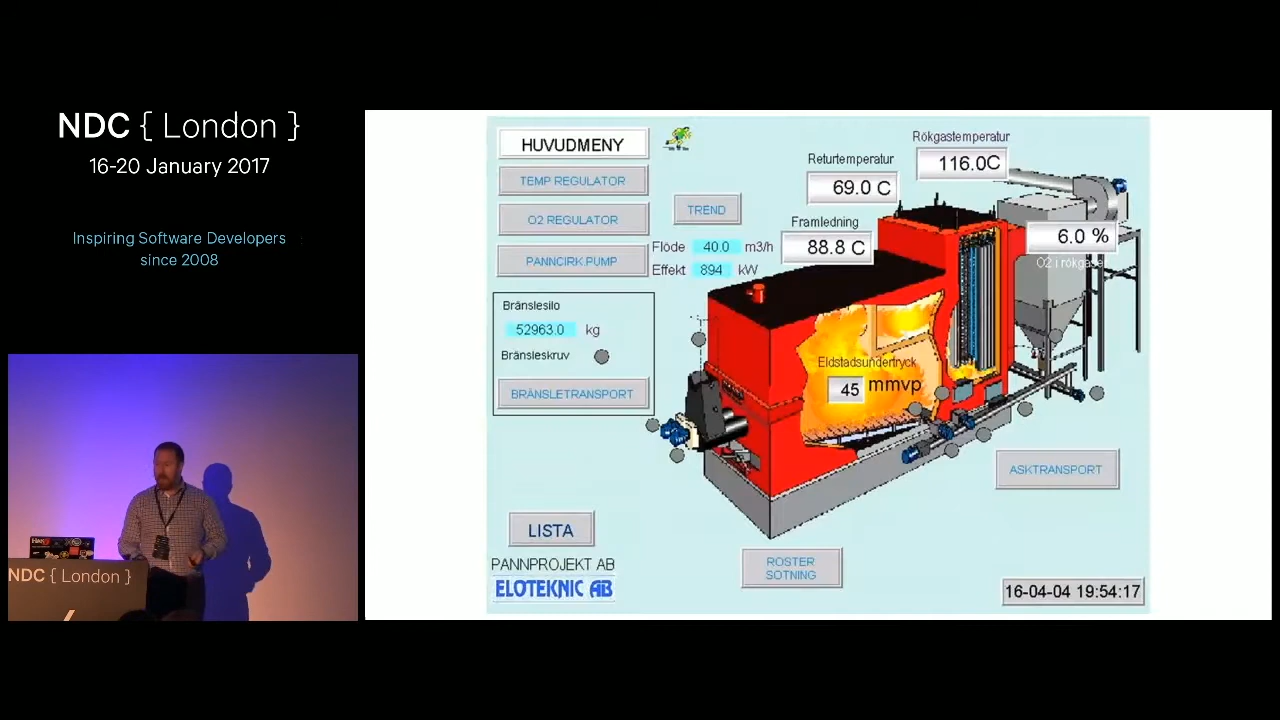 NDC { London }
16-20 January 2017
Inspiring Software Developers
since 2008
NDC { London }
HUVUDMENY
TEMP REGULATOR
O2 REGULATOR
PANNCIRK.PUMP
TREND
Flöde 40.0 m3/h
Effekt 894 kW
Returtemperatur
69.0 C
Rökgastemperatur
116.0C
Framledning
88.8 C
6.0 %
O2 i rökgaser
Bränslesilo
52963.0 kg
Bränsleskruv
BRÄNSLETRANSPORT
Eldstadsundertryck
45 mmvp
ASKTRANSPORT
LISTA
PANNPROJEKT AB
ELOTEKNIC AB
ROSTER
SOTNING
16-04-04 19:54:17